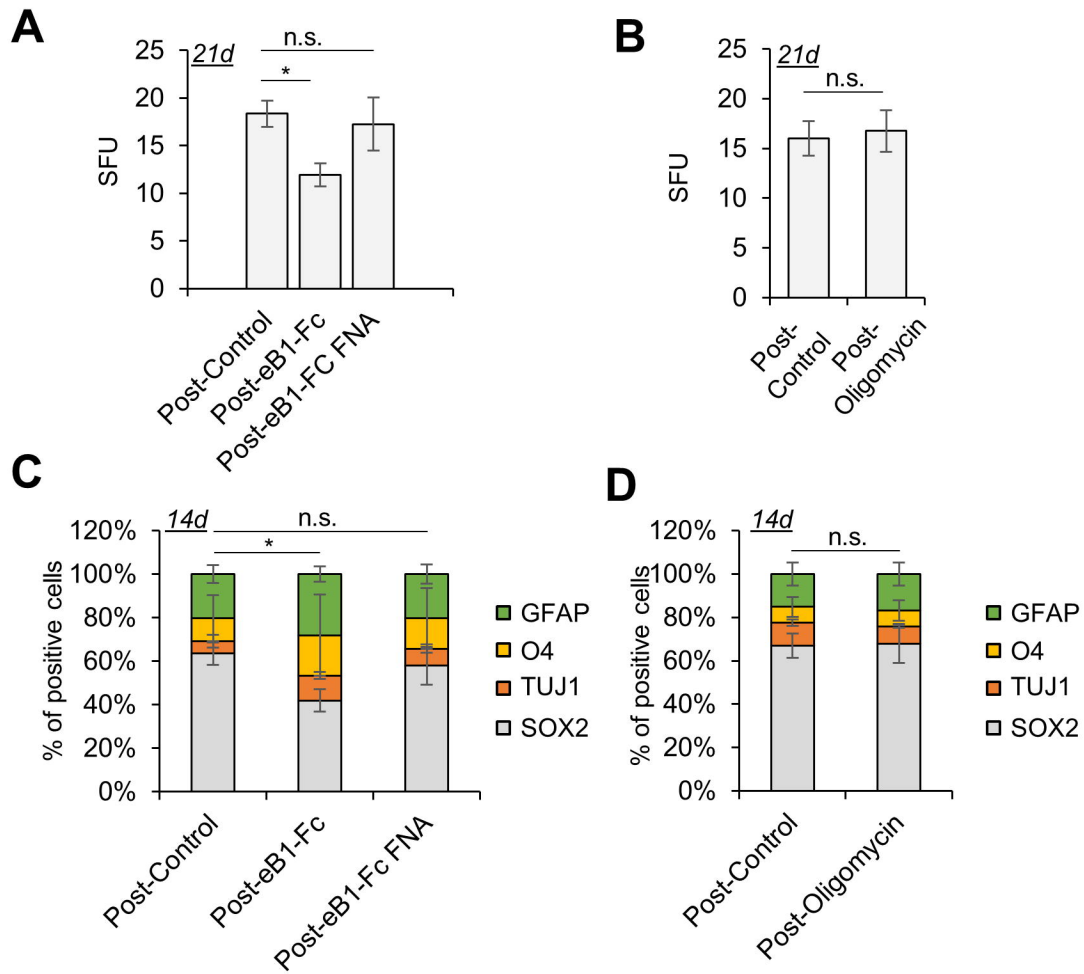 A
n.s.
25
21d
*
20
15
SFU
10
5
0
Post-Control
Post-eB1-Fc
Post-eB1-FC FNA
B
25
21d
n.s.
20
15
SFU
10
5
0
Post-
Control
Post-
Oligomycin
C
14d
n.s.
120%
*
100%
80%
60%
40%
20%
0%
% of positive cells
GFAP
O4
TUJ1
SOX2
Post-Control
Post-eB1-Fc
Post-eB1-Fc FNA
D
14d
n.s.
120%
100%
80%
60%
40%
20%
0%
% of positive cells
GFAP
O4
TUJ1
SOX2
Post-Control
Post-Oligomycin